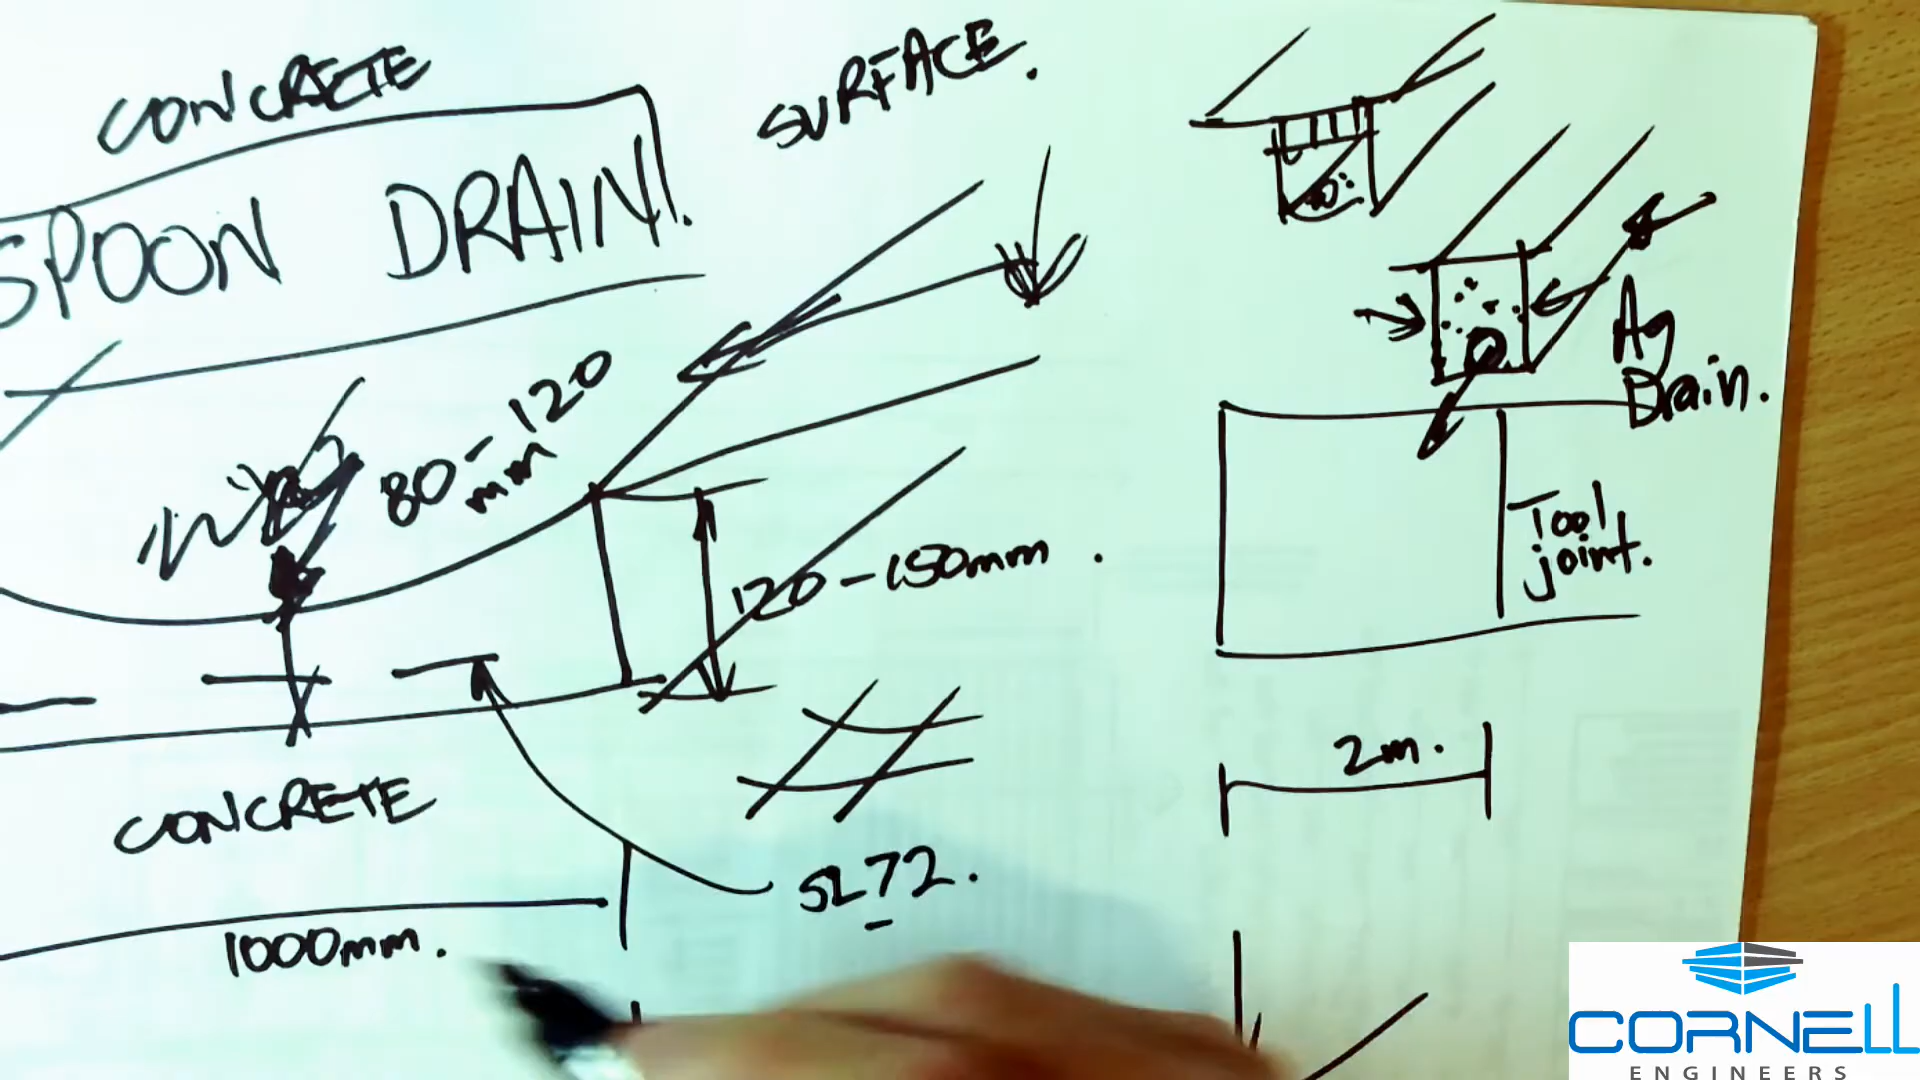 CONCRETE
SURFACE.
SPOON DRAIN.
80-120
mm
Ag
Drain.
120-150mm
Tool
joint.
2m.
CONCRETE
SL72.
1000mm.
CORNELL
ENGINEERS